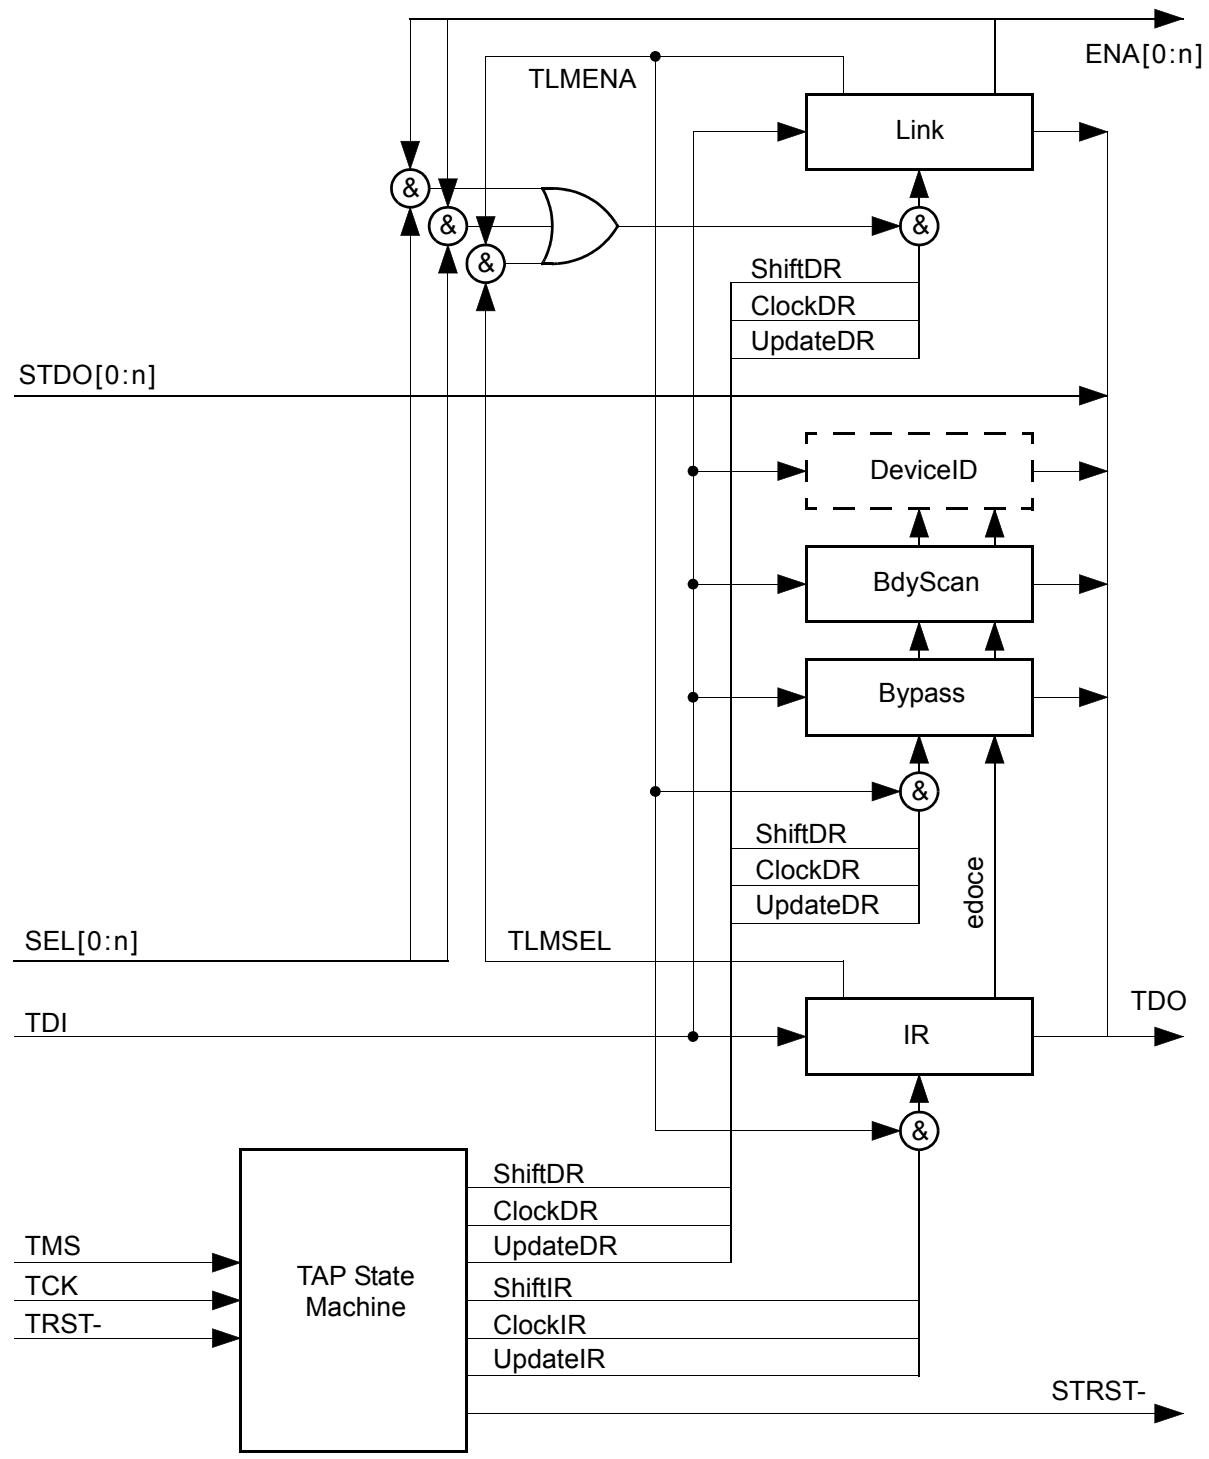 ENA[0:n]
TLMENA
Link
&
&
&
&
ShiftDR
ClockDR
UpdateDR
STDO[0:n]
DeviceID
BdyScan
Bypass
&
ShiftDR
ClockDR
UpdateDR
edoce
SEL[0:n]
TLMSEL
TDO
TDI
IR
&
ShiftDR
ClockDR
UpdateDR
TMS
TCK
TRST-
TAP State
Machine
ShiftIR
ClockIR
UpdateIR
STRST-